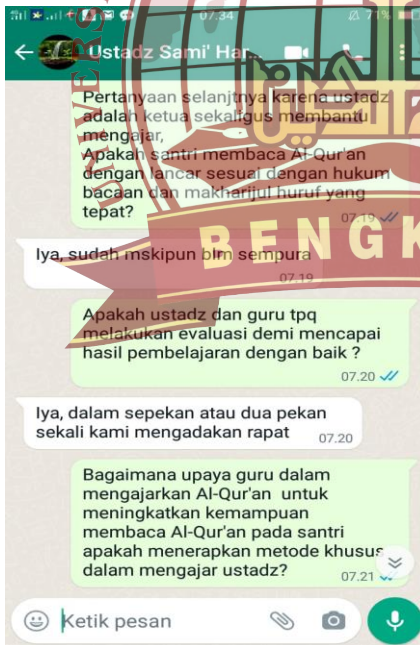 07.34
71%
Ustadz Sami' Har...
UNIVERS
Pertanyaan selanjtnya karena ustadz
adalah ketua sekaligus membantu
mengajar,
Apakah santri membaca Al-Qur'an
dengan lancar sesuai dengan hukum
bacaan dan makharijul huruf yang
tepat?
07.19
Iya, sudah mskipun blm sempura
07.19
BENGK
Apakah ustadz dan guru tpq
melakukan evaluasi demi mencapai
hasil pembelajaran dengan baik ?
07.20
Iya, dalam sepekan atau dua pekan
sekali kami mengadakan rapat
07.20
Bagaimana upaya guru dalam
mengajarkan Al-Qur'an untuk
meningkatkan kemampuan
membaca Al-Qur'an pada santri
apakah menerapkan metode khusus
dalam mengajar ustadz?
07.21
Ketik pesan